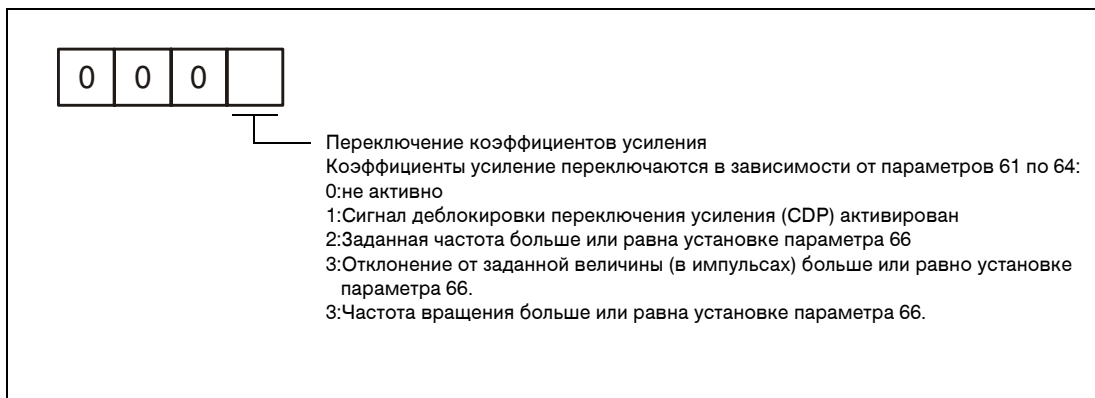 0 0 0
Переключение коэффициентов усиления
Коэффициенты усиление переключаются в зависимости от параметров 61 по 64:
0:не активно
1:Сигнал деблокировки переключения усиления (CDP) активирован
2:Заданная частота больше или равна установке параметра 66
3:Отклонение от заданной величины (в импульсах) больше или равно установке
параметра 66.
3:Частота вращения больше или равна установке параметра 66.